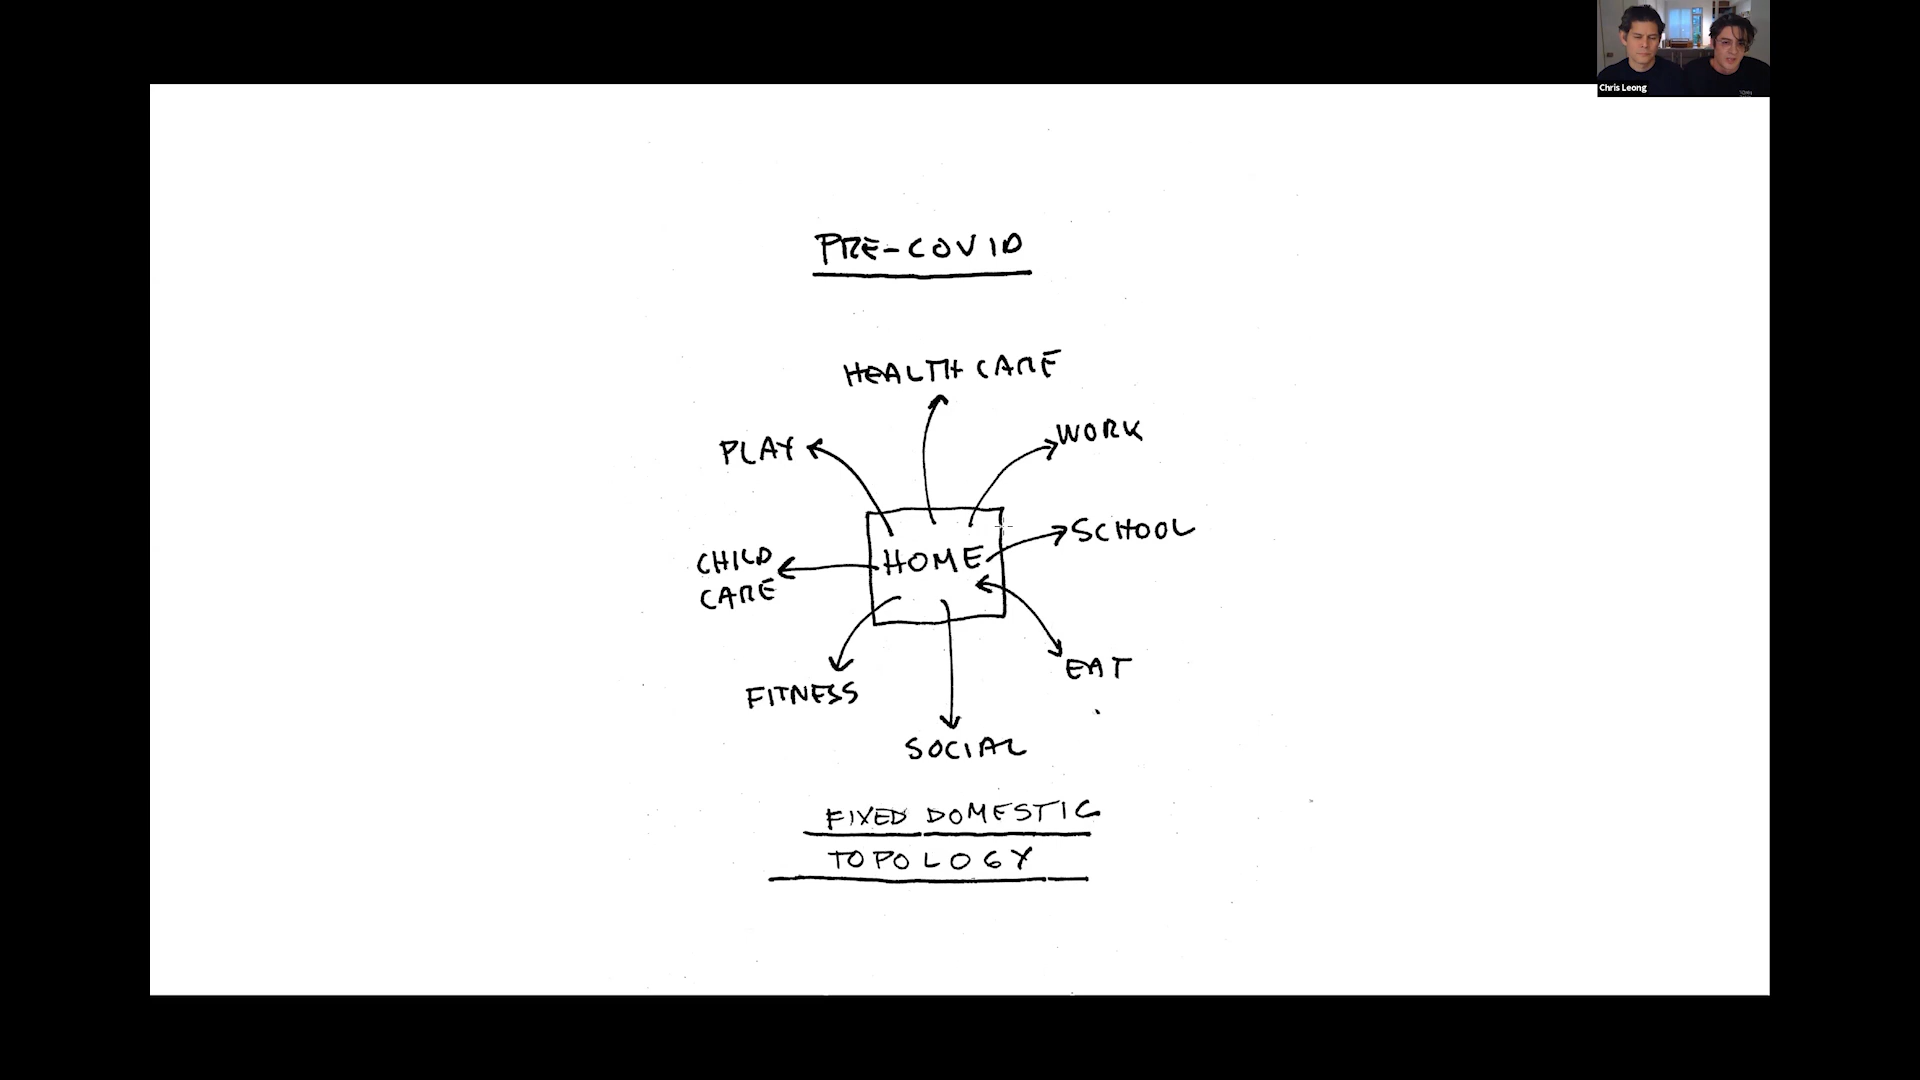 Chris Leong
PRE-COVID
HEALTH CARE
WORK
PLAY
SCHOOL
HOME
CHILD
CARE
EAT
FITNESS
SOCIAL
FIXED DOMESTIC
TOPOLOGY